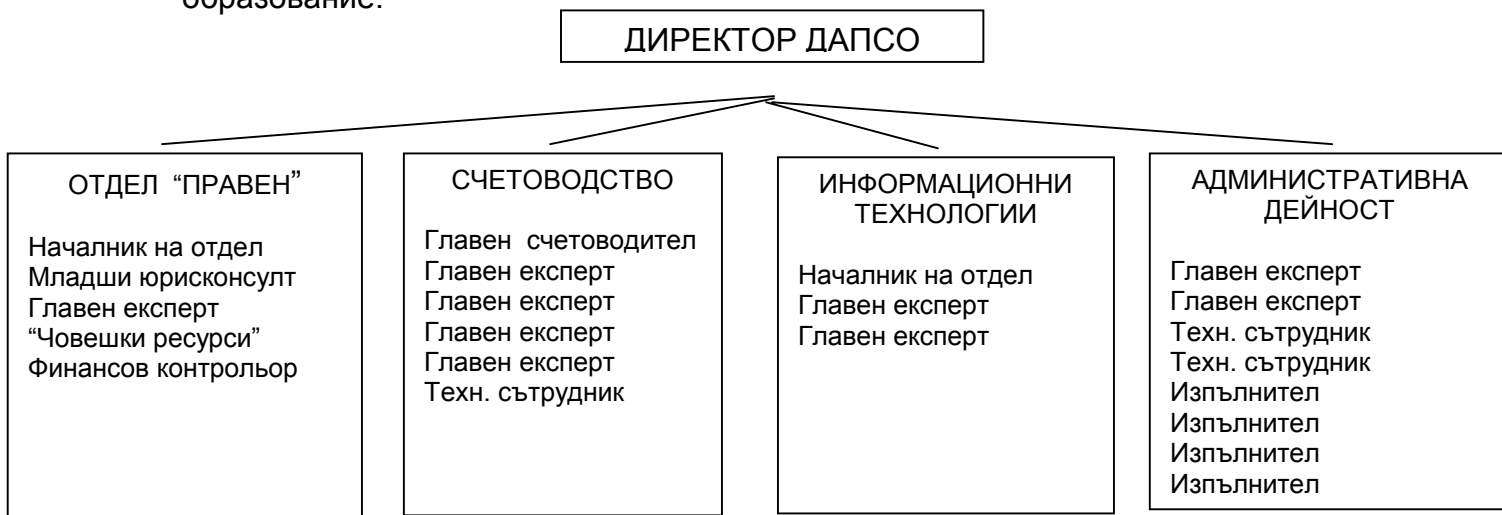 образование.
ДИРЕКТОР ДАПСО
ОТДЕЛ “ПРАВЕН”
Началник на отдел
Младши юрисконсулт
Главен експерт
“Човешки ресурси”
Финансов контрольор
СЧЕТОВОДСТВО
Главен счетоводител
Главен експерт
Главен експерт
Главен експерт
Главен експерт
Техн. сътрудник
ИНФОРМАЦИОННИ
ТЕХНОЛОГИИ
Началник на отдел
Главен експерт
Главен експерт
АДМИНИСТРАТИВНА
ДЕЙНОСТ
Главен експерт
Главен експерт
Техн. сътрудник
Техн. сътрудник
Изпълнител
Изпълнител
Изпълнител
Изпълнител